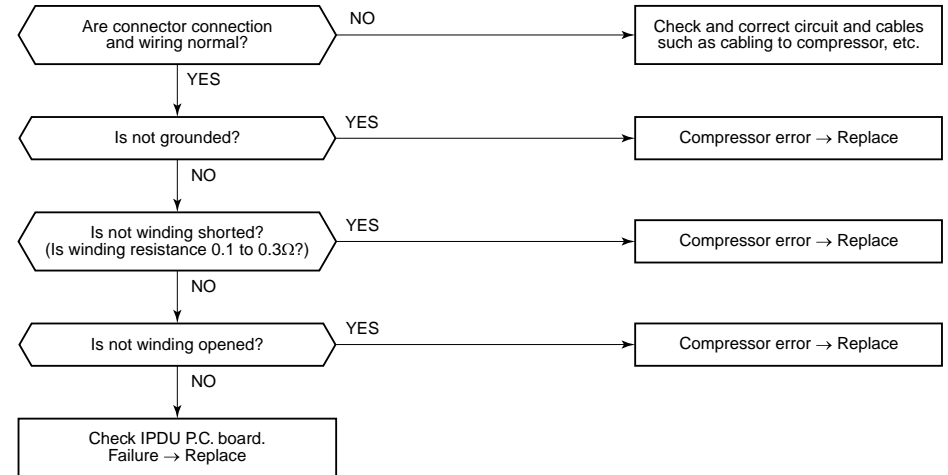 Are connector connection
and wiring normal?
NO
Check and correct circuit and cables
such as cabling to compressor, etc.
YES
Is not grounded?
YES
Compressor error → Replace
NO
Is not winding shorted?
(Is winding resistance 0.1 to 0.3Ω?)
YES
Compressor error → Replace
NO
Is not winding opened?
YES
Compressor error → Replace
NO
Check IPDU P.C. board.
Failure → Replace